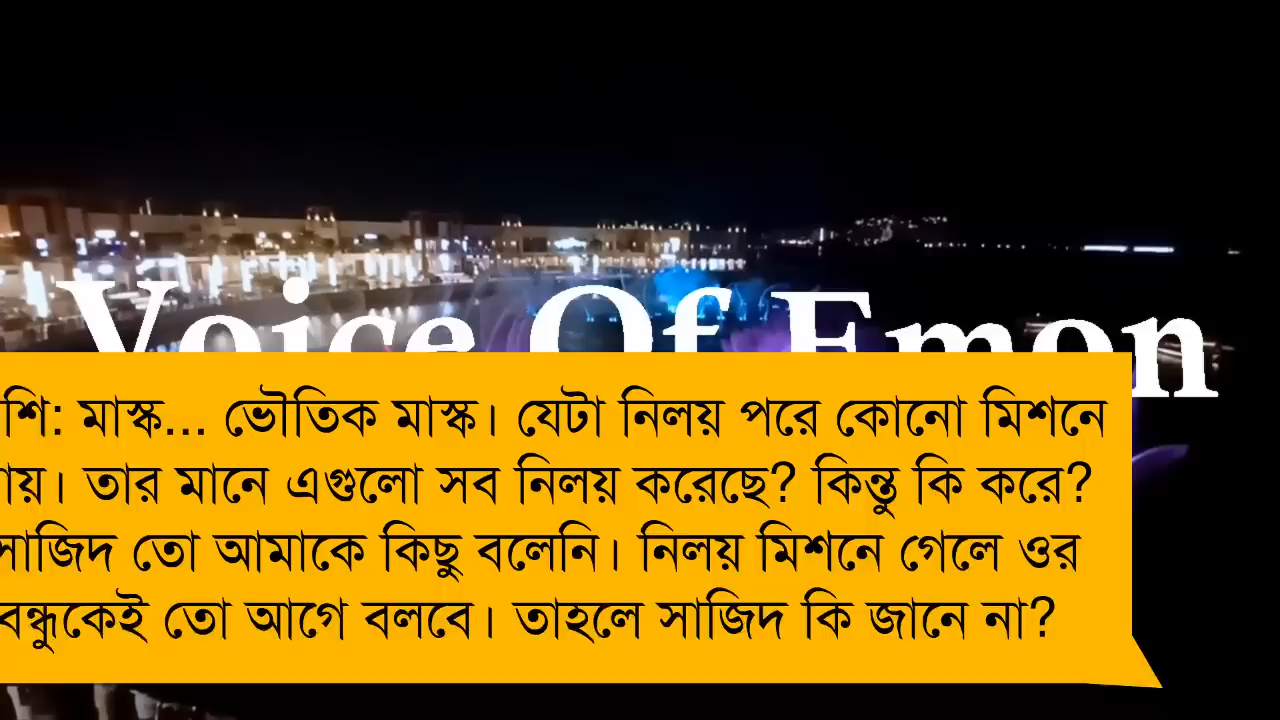 Voice Of Emon
শি: মাস্ক... ভৌতিক মাস্ক। যেটা নিলয় পরে কোনো মিশনে
য়। তার মানে এগুলো সব নিলয় করেছে? কিন্তু কি করে?
সাজিদ তো আমাকে কিছু বলেনি। নিলয় মিশনে গেলে ওর
বন্ধুকেই তো আগে বলবে। তাহলে সাজিদ কি জানে না?